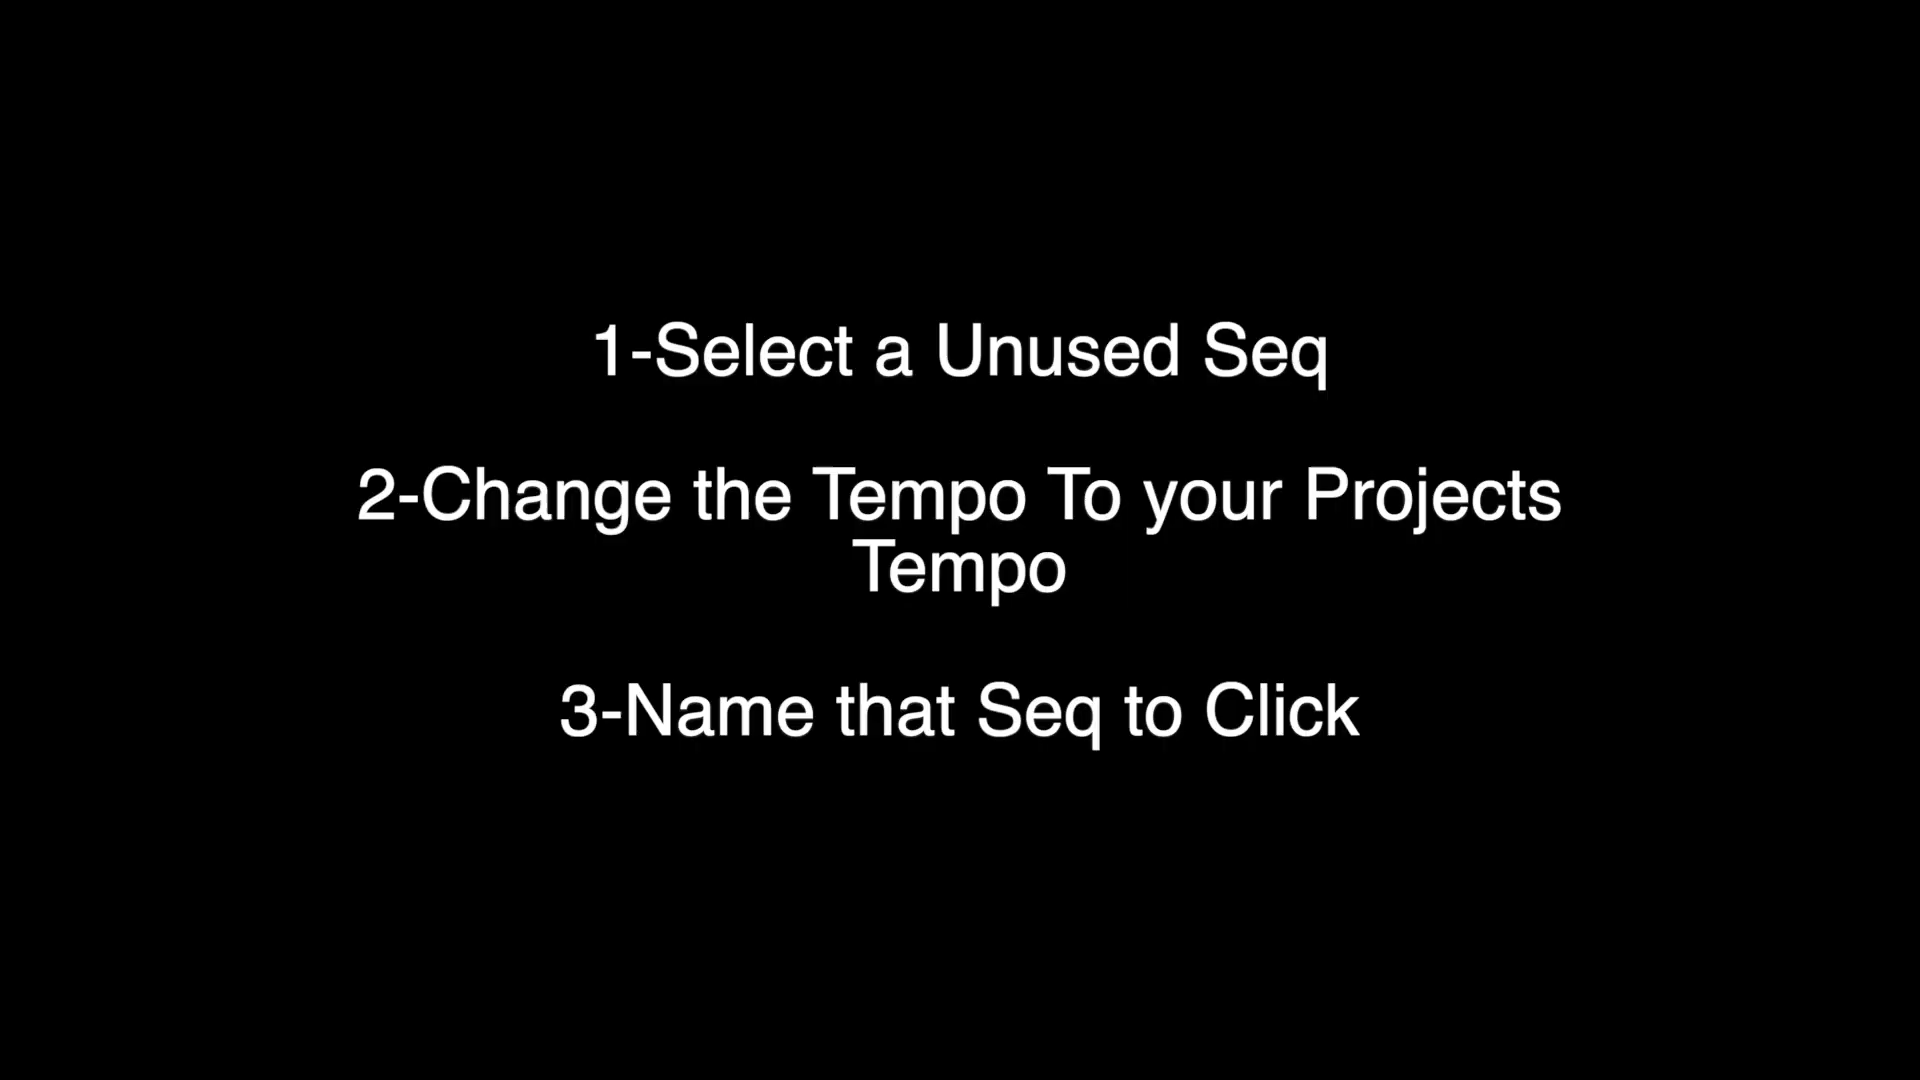 1-Select a Unused Seq
2-Change the Tempo To your Projects
Tempo
3-Name that Seq to Click